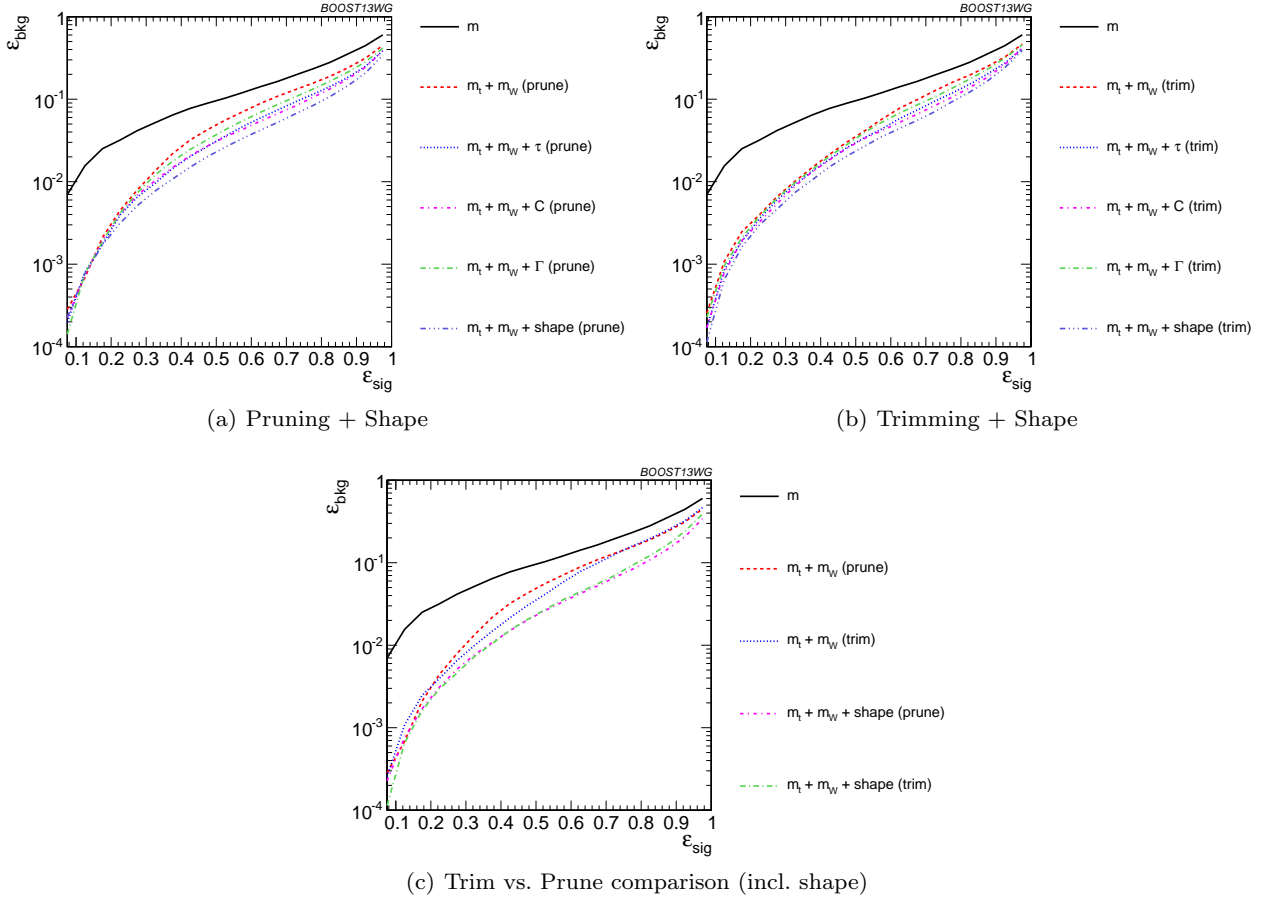 BOOST13WG
ε_bkg
1
10⁻¹
10⁻²
10⁻³
10⁻⁴
0.1 0.2 0.3 0.4 0.5 0.6 0.7 0.8 0.9 1
ε_sig
m
m_t + m_W (prune)
m_t + m_W + τ (prune)
m_t + m_W + C (prune)
m_t + m_W + Γ (prune)
m_t + m_W + shape (prune)
(a) Pruning + Shape
BOOST13WG
ε_bkg
1
10⁻¹
10⁻²
10⁻³
10⁻⁴
0.1 0.2 0.3 0.4 0.5 0.6 0.7 0.8 0.9 1
ε_sig
m
m_t + m_W (trim)
m_t + m_W + τ (trim)
m_t + m_W + C (trim)
m_t + m_W + Γ (trim)
m_t + m_W + shape (trim)
(b) Trimming + Shape
BOOST13WG
ε_bkg
1
10⁻¹
10⁻²
10⁻³
10⁻⁴
0.1 0.2 0.3 0.4 0.5 0.6 0.7 0.8 0.9 1
ε_sig
m
m_t + m_W (prune)
m_t + m_W (trim)
m_t + m_W + shape (prune)
m_t + m_W + shape (trim)
(c) Trim vs. Prune comparison (incl. shape)